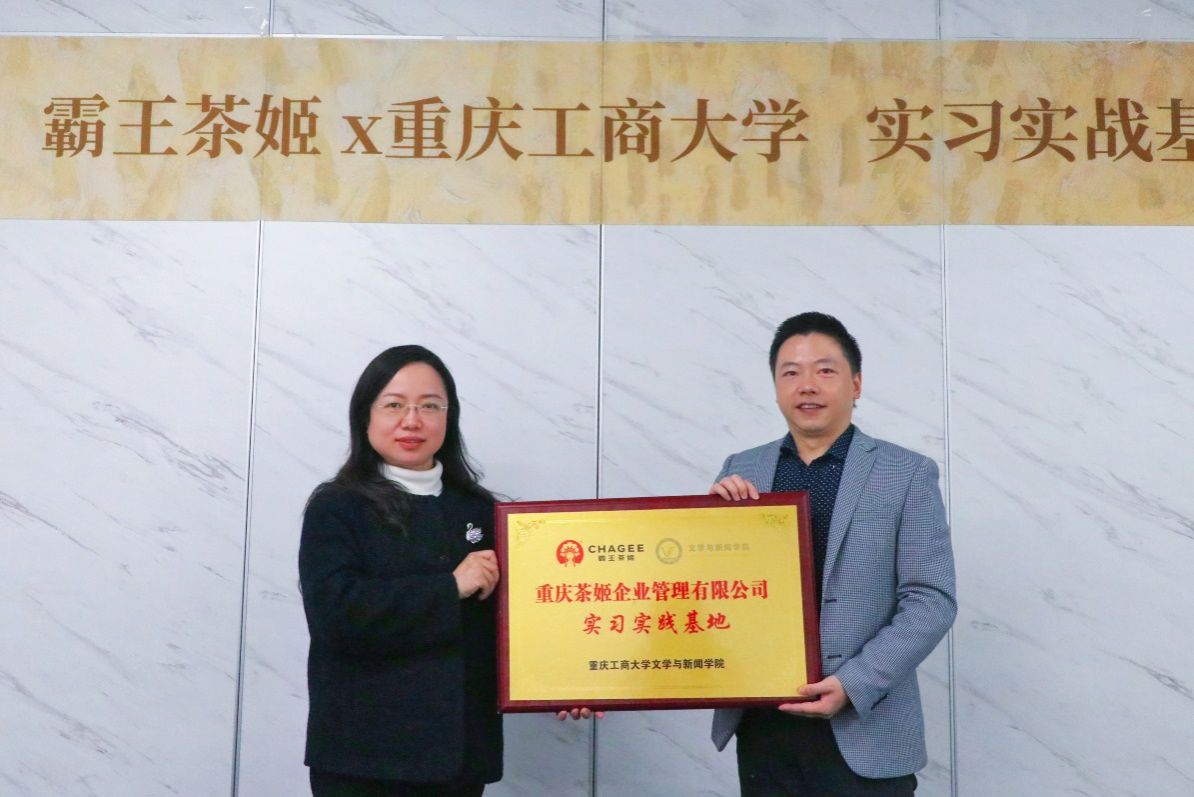 霸王茶姬x重庆工商大学 实习实战基
CHAGEE
霸王茶姬
文学与新闻学院
重庆茶姬企业管理有限公司
实习实践基地
重庆工商大学文学与新闻学院